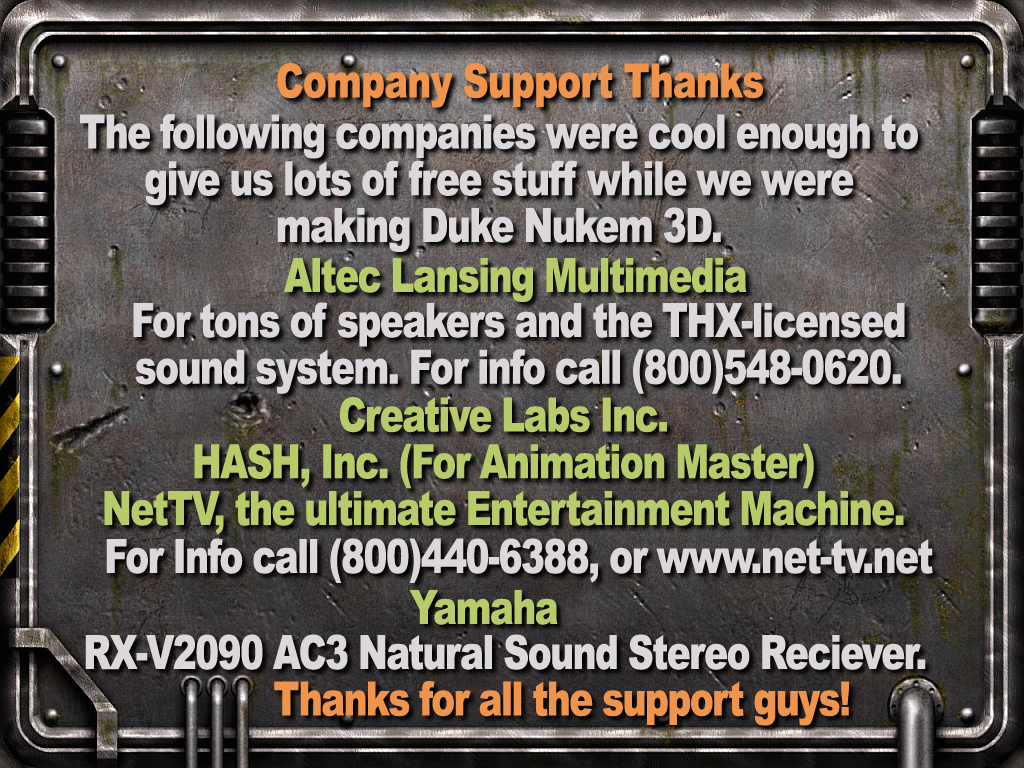 Company Support Thanks
The following companies were cool enough to
give us lots of free stuff while we were
making Duke Nukem 3D.
Altec Lansing Multimedia
For tons of speakers and the THX-licensed
sound system. For info call (800)548-0620.
Creative Labs Inc.
HASH, Inc. (For Animation Master)
NetTV, the ultimate Entertainment Machine.
For Info call (800)440-6388, or www.net-tv.net
Yamaha
RX-V2090 AC3 Natural Sound Stereo Reciever.
Thanks for all the support guys!